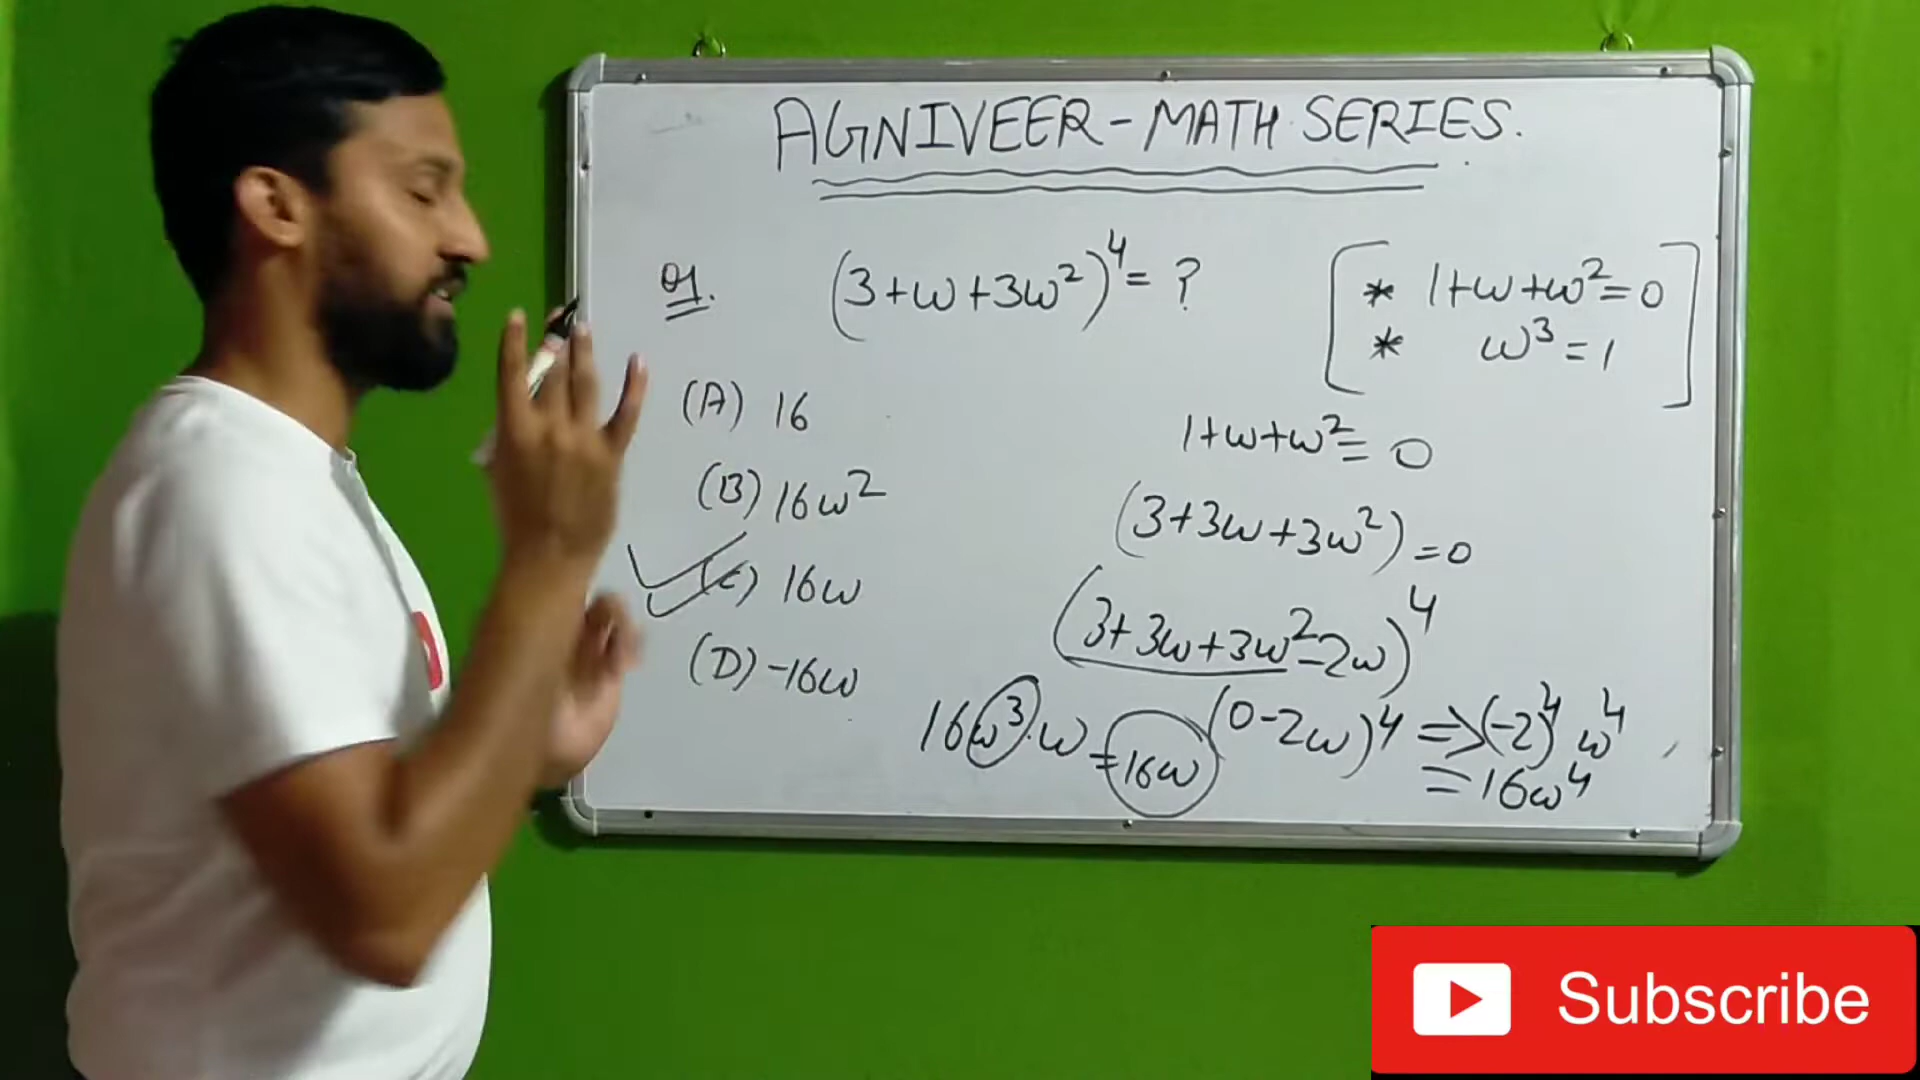 AGNIVEER - MATH SERIES.
Q1. (3+ω+3ω²)⁴ = ?
* 1+ω+ω²=0
* ω³=1
(A) 16
(B) 16ω²
(C) 16ω
(D) -16ω
1+ω+ω²= 0
(3+3ω+3ω²)=0
(3+3ω+3ω²-2ω)⁴
(0-2ω)⁴ => (-2)⁴ ω⁴
= 16ω⁴
16ω³.ω = 16ω
Subscribe